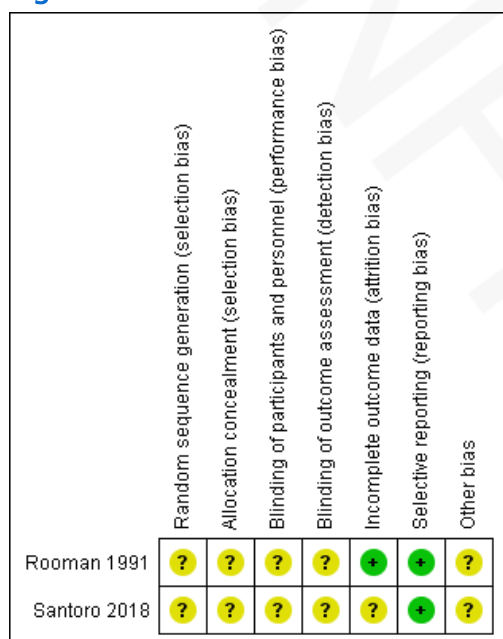 Random sequence generation (selection bias)
Allocation concealment (selection bias)
Blinding of participants and personnel (performance bias)
Blinding of outcome assessment (detection bias)
Incomplete outcome data (attrition bias)
Selective reporting (reporting bias)
Other bias
Rooman 1991 ? ? ? ? + + ?
Santoro 2018 ? ? ? ? ? + ?